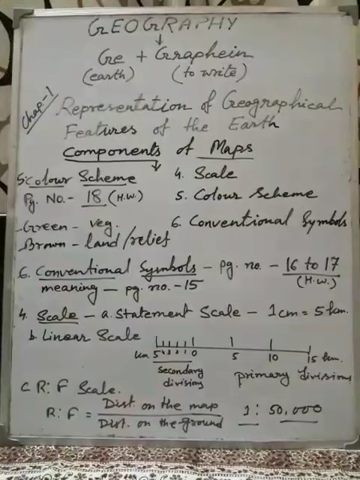 GEOGRAPHY
Ge + Graphein
(earth) (to write)
Chap-1
Representation of Geographical
Features of the Earth
Components of Maps
5. Colour Scheme
Pg. No.- 18 (H.W.)
4. Scale
5. Colour Scheme
6. Conventional Symbols
-Green - veg.
-Brown - land/relief
6. Conventional Symbols - pg. no. - 16 to 17
meaning - pg. no. - 15 (H.W.)
4. Scale - a. Statement Scale - 1cm = 5 km.
b. Linear Scale
km 5 0 5 10 15 km.
Secondary divisions primary divisions
C. R: F Scale.
R: F = Dist. on the map 1: 50,000
Dist. on the ground